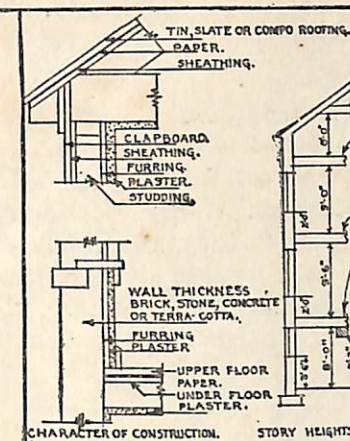 TIN, SLATE OR COMPO ROOFING.
PAPER.
SHEATHING.
CLAPBOARD.
SHEATHING.
FURRING.
PLASTER.
STUDDING.
WALL THICKNESS
BRICK, STONE, CONCRETE
OR TERRA-COTTA.
FURRING
PLASTER
UPPER FLOOR
PAPER.
UNDER FLOOR
PLASTER.
CHARACTER OF CONSTRUCTION.
STORY HEIGHTS
9'-0"
9'-6"
8'-0"